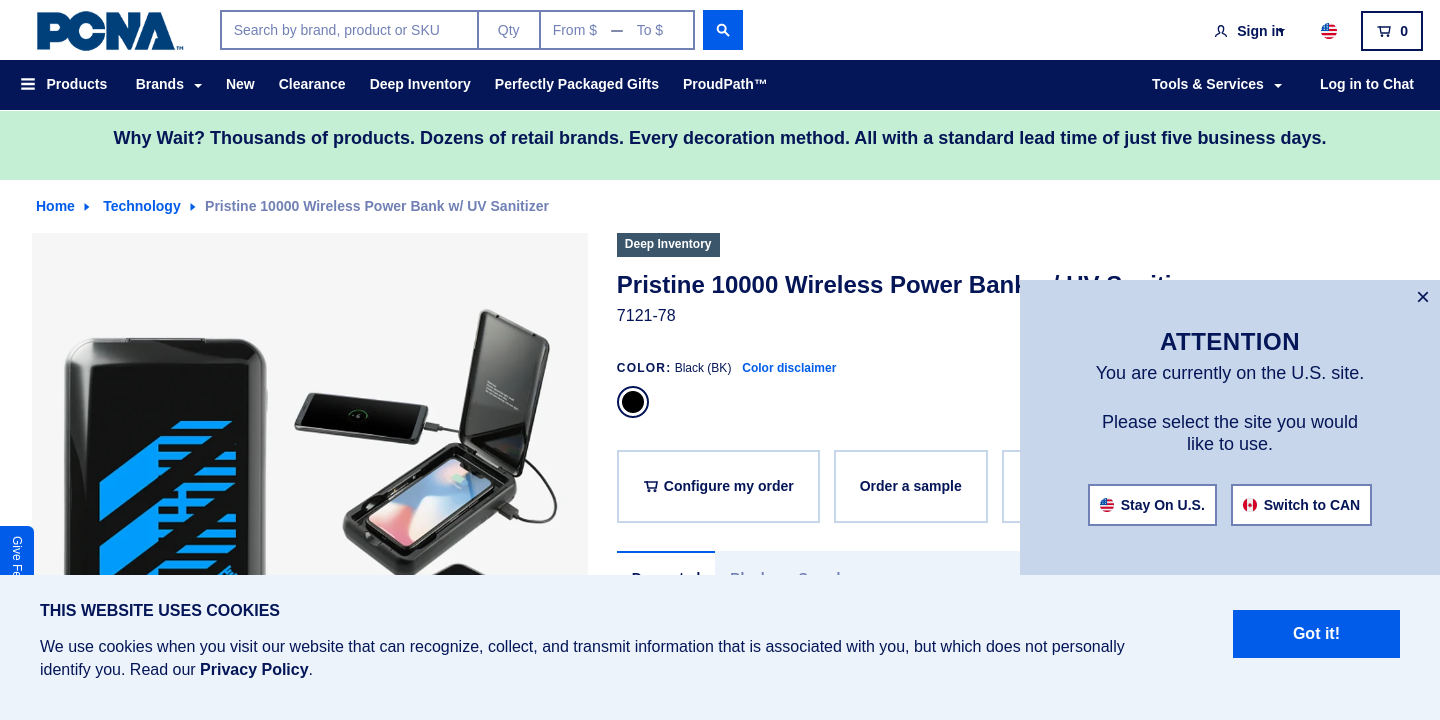 PCNA™
Search by brand, product or SKU
Qty
From $ — To $
Sign in
0
Products
Brands
New
Clearance
Deep Inventory
Perfectly Packaged Gifts
ProudPath™
Tools & Services
Log in to Chat
Why Wait? Thousands of products. Dozens of retail brands. Every decoration method. All with a standard lead time of just five business days.
Home
Technology
Pristine 10000 Wireless Power Bank w/ UV Sanitizer
Deep Inventory
Pristine 10000 Wireless Power Bank
7121-78
COLOR: Black (BK) Color disclaimer
Configure my order
Order a sample
×
ATTENTION
You are currently on the U.S. site.
Please select the site you would
like to use.
Stay On U.S.
Switch to CAN
Give
THIS WEBSITE USES COOKIES
We use cookies when you visit our website that can recognize, collect, and transmit information that is associated with you, but which does not personally
identify you. Read our Privacy Policy.
Got it!